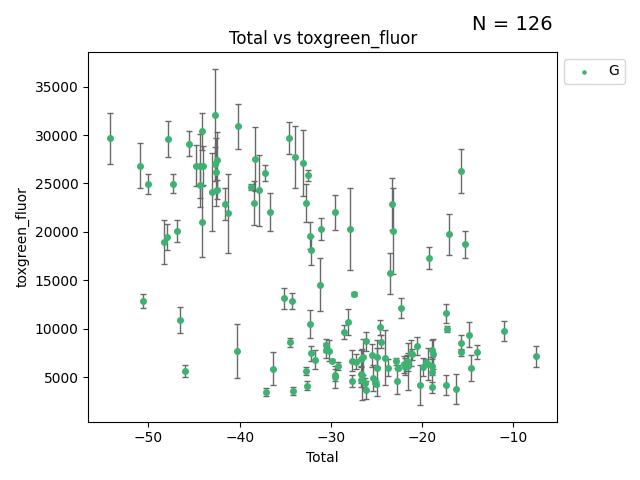 N = 126
Total vs toxgreen_fluor
G
toxgreen_fluor
35000
30000
25000
20000
15000
10000
5000
−50 −40 −30 −20 −10
Total